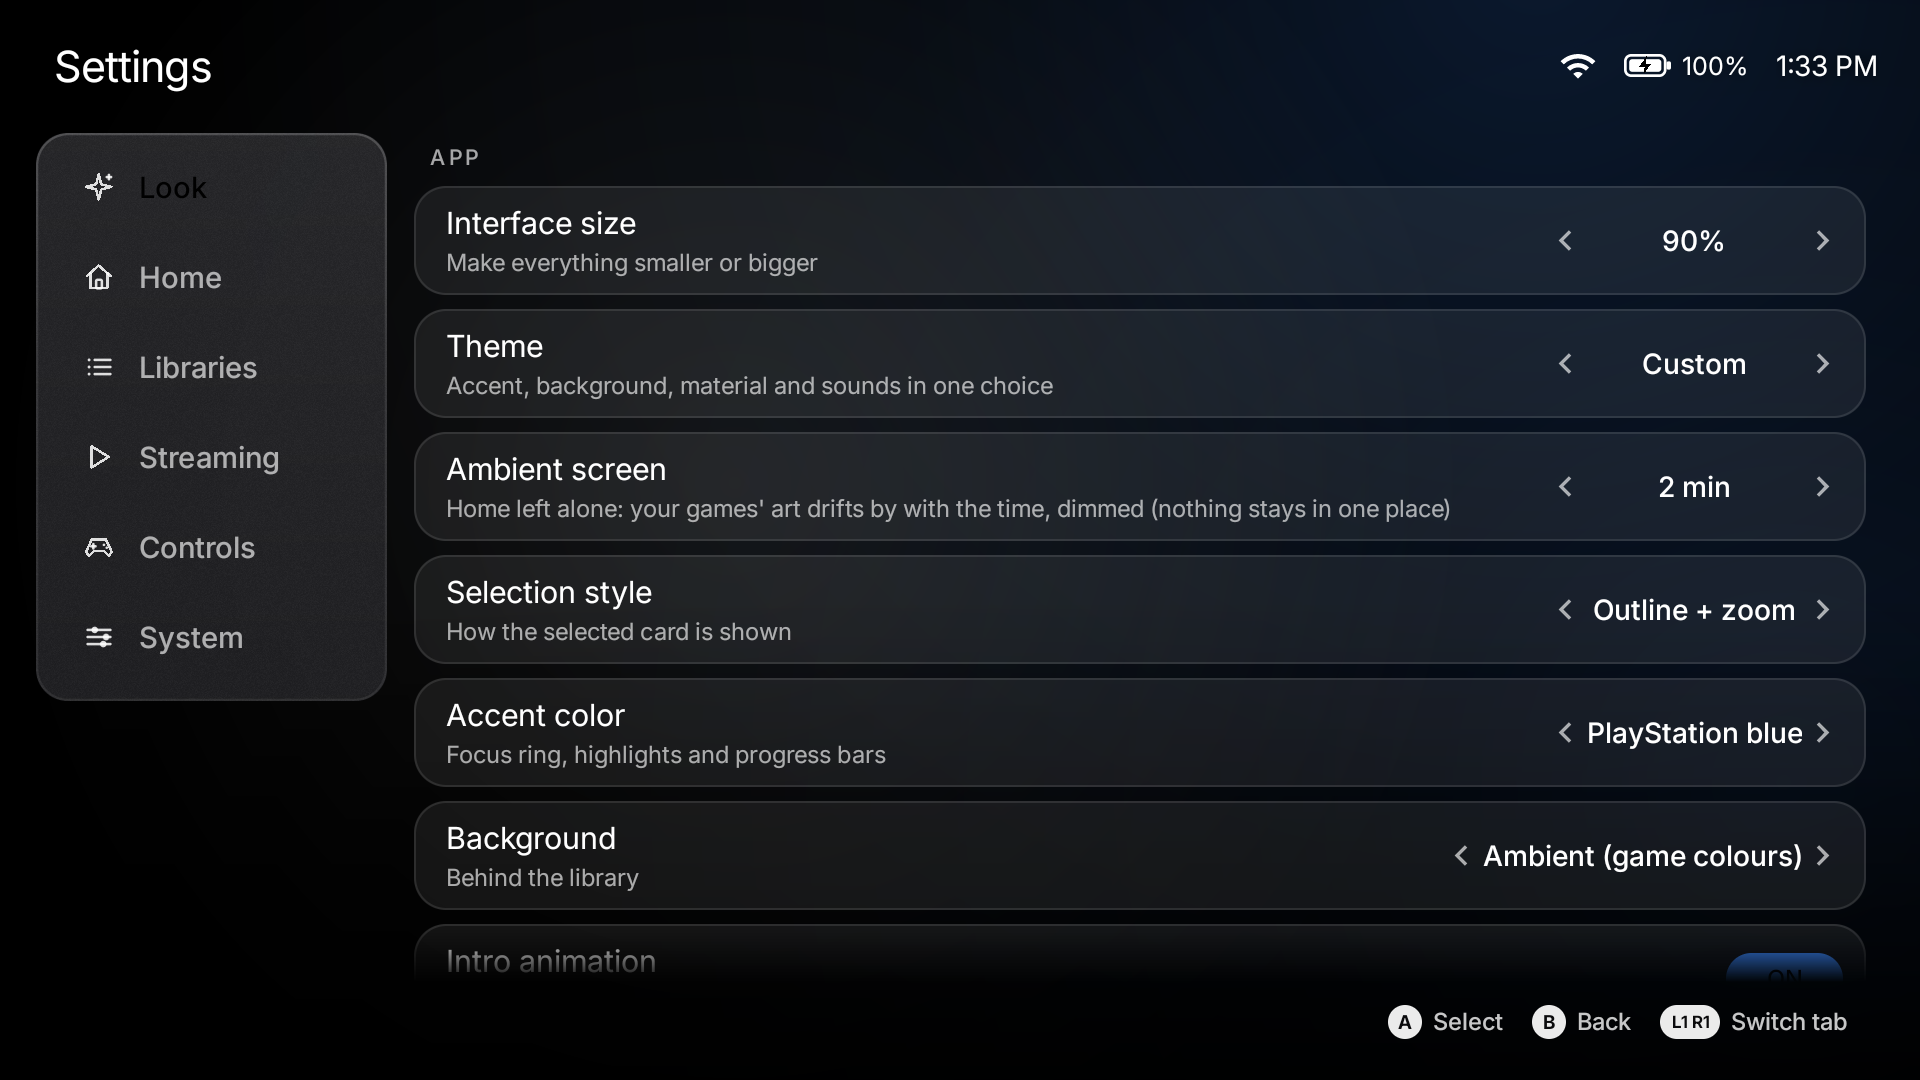 Settings
100%
1:33 PM
Look
Home
Libraries
Streaming
Controls
System
APP
Interface size
Make everything smaller or bigger
90%
Theme
Accent, background, material and sounds in one choice
Custom
Ambient screen
Home left alone: your games' art drifts by with the time, dimmed (nothing stays in one place)
2 min
Selection style
How the selected card is shown
Outline + zoom
Accent color
Focus ring, highlights and progress bars
PlayStation blue
Background
Behind the library
Ambient (game colours)
Intro animation
ON
A Select B Back L1 R1 Switch tab